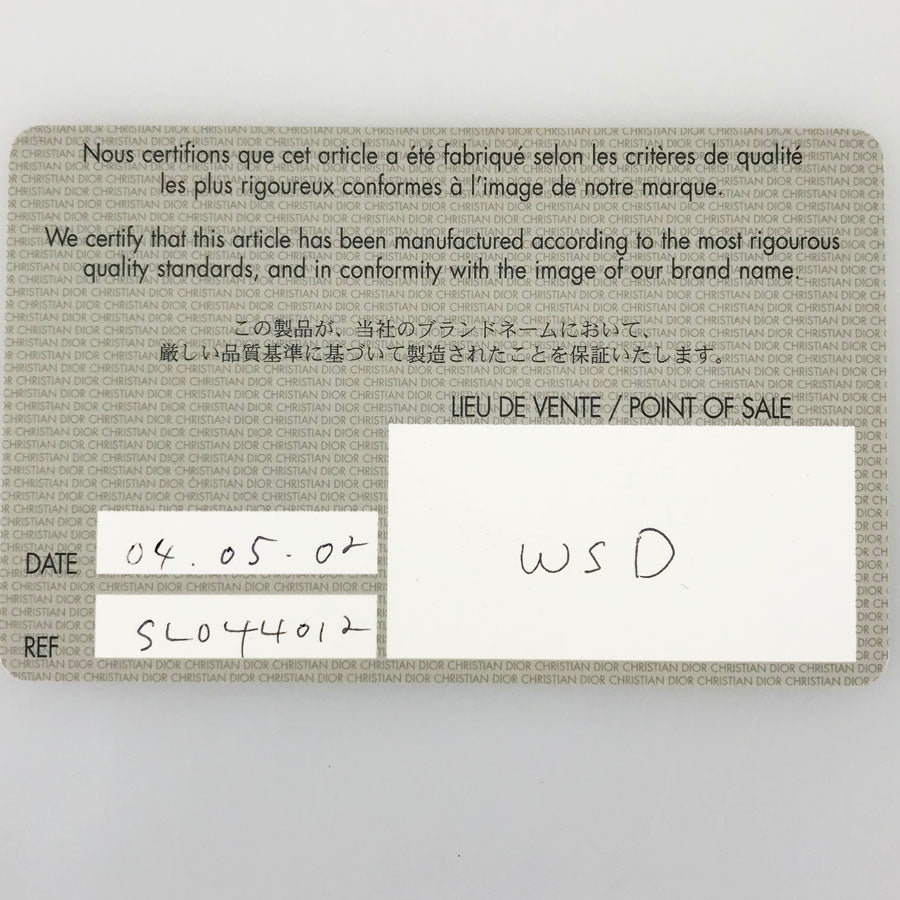 Nous certifions que cet article a été fabriqué selon les critères de qualité
les plus rigoureux conformes à l'image de notre marque.
We certify that this article has been manufactured according to the most rigourous
quality standards, and in conformity with the image of our brand name.
この製品が、当社のブランドネームにおいて、
厳しい品質基準に基づいて製造されたことを保証いたします。
LIEU DE VENTE / POINT OF SALE
WSD
DATE 04.05.02
REF SL044012